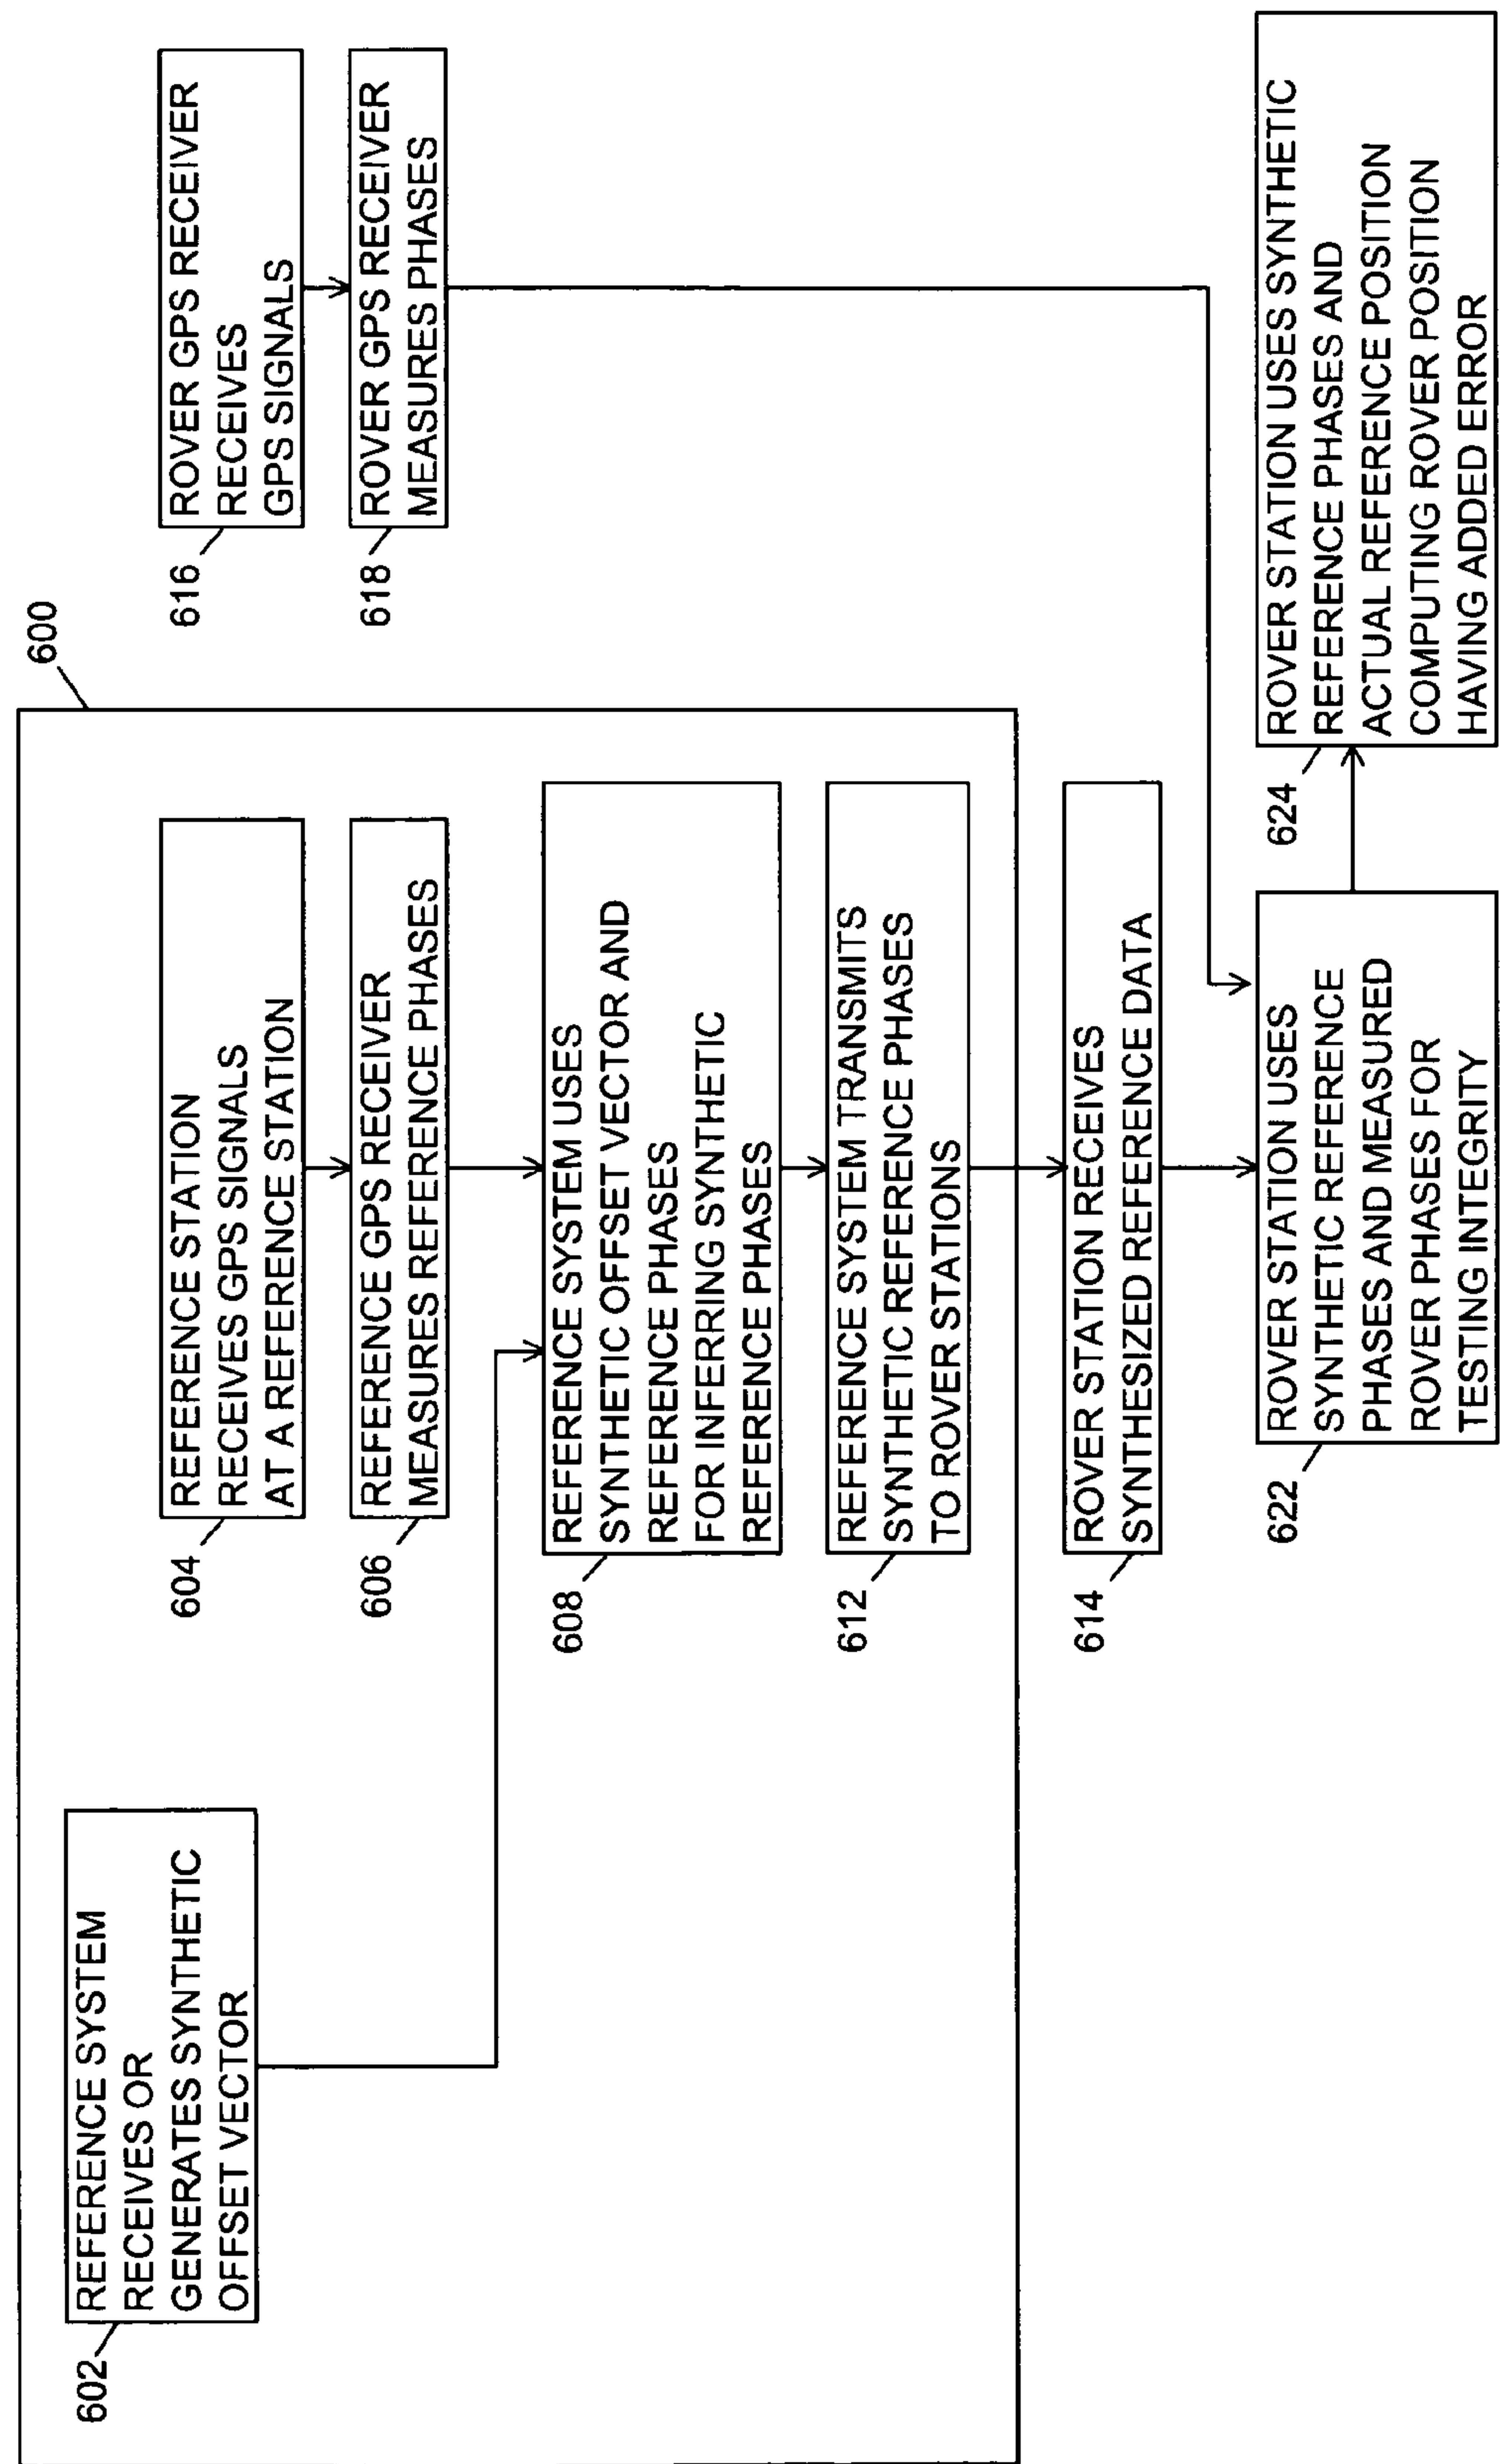 600
602
REFERENCE SYSTEM
RECEIVES OR
GENERATES SYNTHETIC
OFFSET VECTOR
604
REFERENCE STATION
RECEIVES GPS SIGNALS
AT A REFERENCE STATION
616
ROVER GPS RECEIVER
RECEIVES
GPS SIGNALS
606
REFERENCE GPS RECEIVER
MEASURES REFERENCE PHASES
618
ROVER GPS RECEIVER
MEASURES PHASES
608
REFERENCE SYSTEM USES
SYNTHETIC OFFSET VECTOR AND
REFERENCE PHASES
FOR INFERRING SYNTHETIC
REFERENCE PHASES
612
REFERENCE SYSTEM TRANSMITS
SYNTHETIC REFERENCE PHASES
TO ROVER STATIONS
614
ROVER STATION RECEIVES
SYNTHESIZED REFERENCE DATA
622
ROVER STATION USES
SYNTHETIC REFERENCE
PHASES AND MEASURED
ROVER PHASES FOR
TESTING INTEGRITY
624
ROVER STATION USES SYNTHETIC
REFERENCE PHASES AND
ACTUAL REFERENCE POSITION
COMPUTING ROVER POSITION
HAVING ADDED ERROR